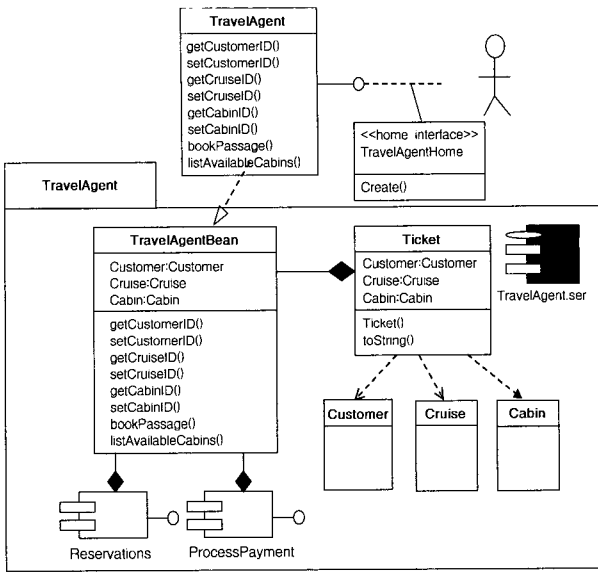 TravelAgent
getCustomerID()
setCustomerID()
getCruiseID()
setCruiseID()
getCabinID()
setCabinID()
bookPassage()
listAvailableCabins()
<<home interface>>
TravelAgentHome
Create()
TravelAgent
TravelAgentBean
Customer:Customer
Cruise:Cruise
Cabin:Cabin
getCustomerID()
setCustomerID()
getCruiseID()
setCruiseID()
getCabinID()
setCabinID()
bookPassage()
listAvailableCabins()
Ticket
Customer:Customer
Cruise:Cruise
Cabin:Cabin
Ticket()
toString()
TravelAgent.ser
Customer
Cruise
Cabin
Reservations
ProcessPayment